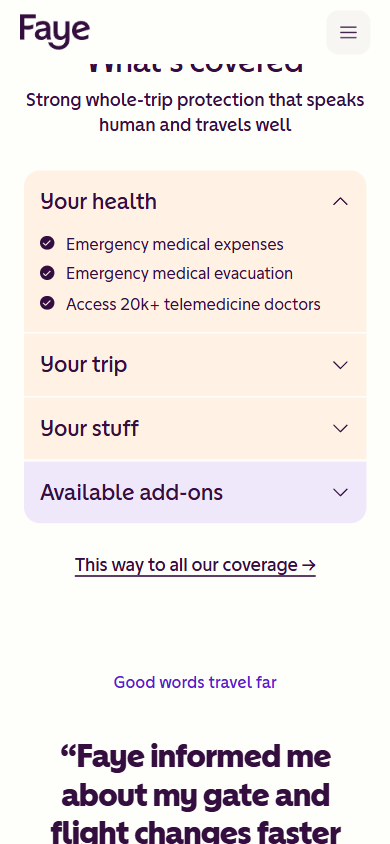 Faye
What's covered
Strong whole-trip protection that speaks
human and travels well
Your health
Emergency medical expenses
Emergency medical evacuation
Access 20k+ telemedicine doctors
Your trip
Your stuff
Available add-ons
This way to all our coverage →
Good words travel far
“Faye informed me
about my gate and
flight changes faster